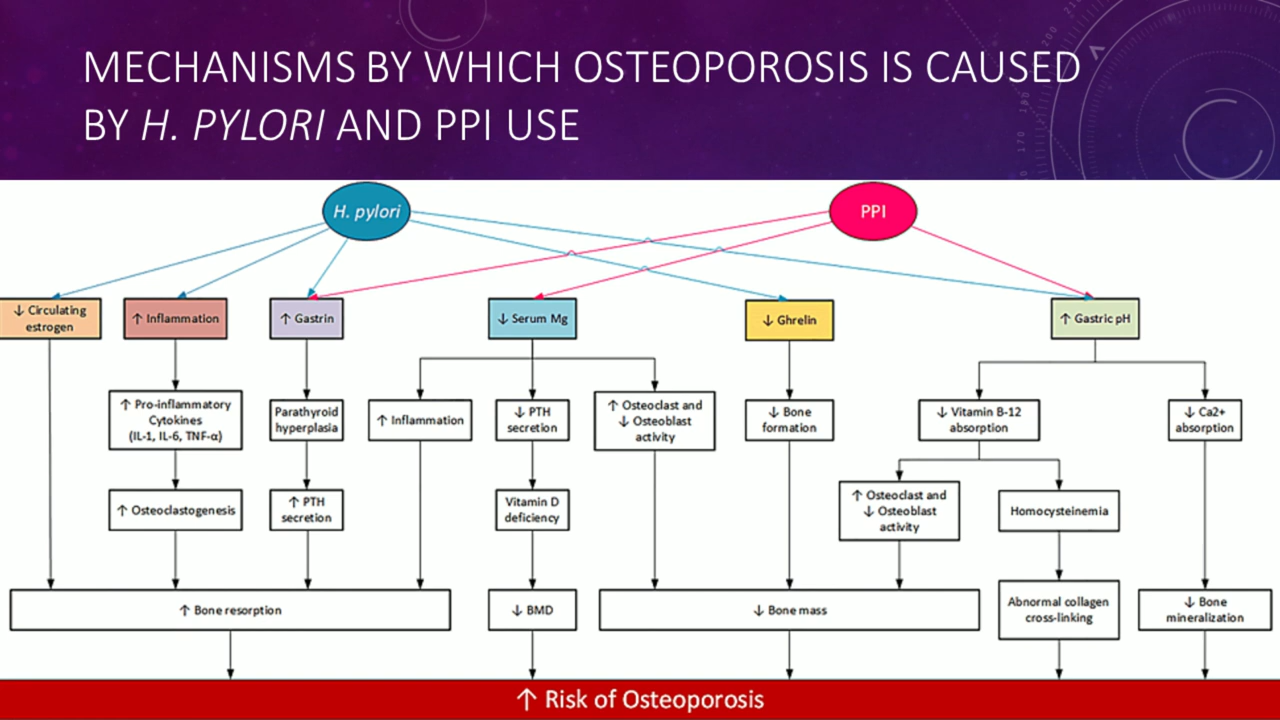 MECHANISMS BY WHICH OSTEOPOROSIS IS CAUSED
BY H. PYLORI AND PPI USE
H. pylori
PPI
↓ Circulating
estrogen
↑ Inflammation
↑ Gastrin
↓ Serum Mg
↓ Ghrelin
↑ Gastric pH
↑ Pro-inflammatory
Cytokines
(IL-1, IL-6, TNF-α)
Parathyroid
hyperplasia
↑ Inflammation
↓ PTH
secretion
↑ Osteoclast and
↓ Osteoblast
activity
↓ Bone
formation
↓ Vitamin B-12
absorption
↓ Ca2+
absorption
↑ Osteoclastogenesis
↑ PTH
secretion
Vitamin D
deficiency
↑ Osteoclast and
↓ Osteoblast
activity
Homocysteinemia
↑ Bone resorption
↓ BMD
↓ Bone mass
Abnormal collagen
cross-linking
↓ Bone
mineralization
↑ Risk of Osteoporosis